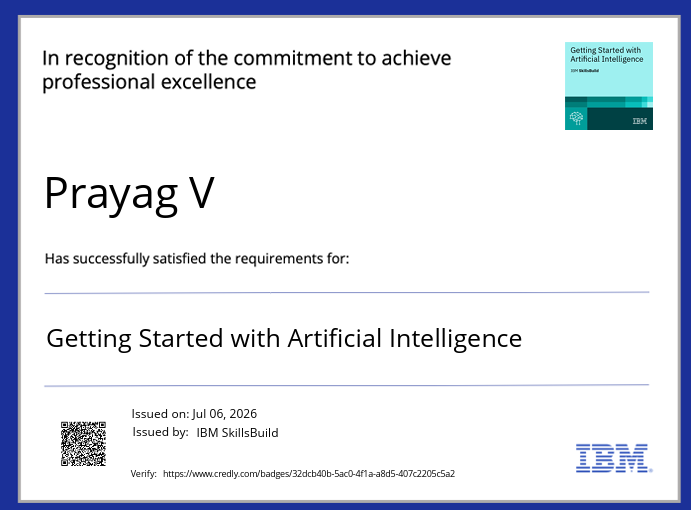 In recognition of the commitment to achieve
professional excellence
Getting Started with
Artificial Intelligence
IBM SkillsBuild
IBM
Prayag V
Has successfully satisfied the requirements for:
Getting Started with Artificial Intelligence
Issued on: Jul 06, 2026
Issued by: IBM SkillsBuild
Verify: https://www.credly.com/badges/32dcb40b-5ac0-4f1a-a8d5-407c2205c5a2
IBM